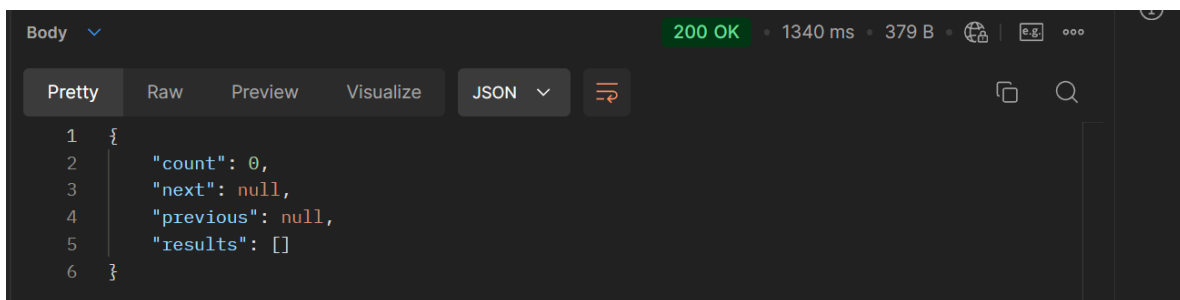 Body 200 OK • 1340 ms • 379 B • e.g. ooo
Pretty Raw Preview Visualize JSON
1 {
2 "count": 0,
3 "next": null,
4 "previous": null,
5 "results": []
6 }